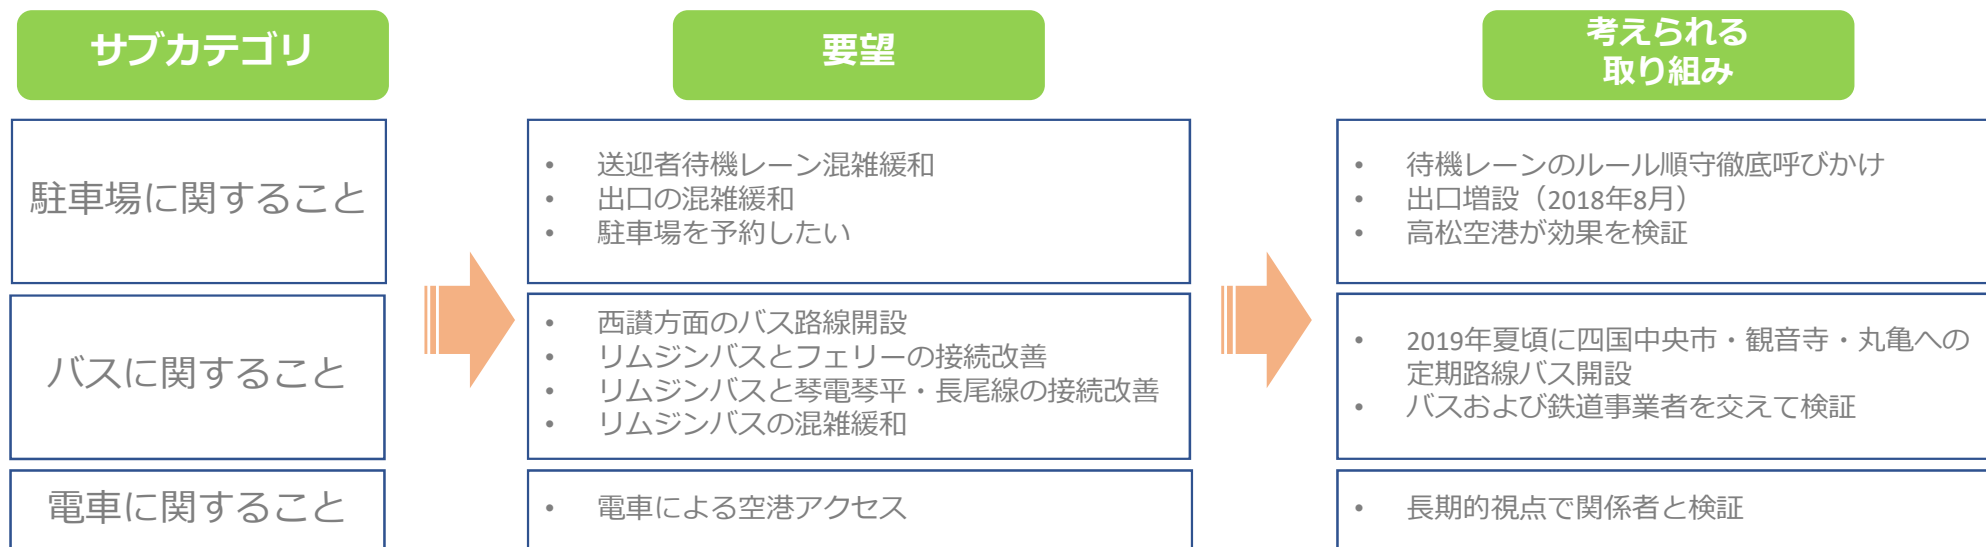 サブカテゴリ
要望
考えられる
取り組み
駐車場に関すること
• 送迎者待機レーン混雑緩和
• 出口の混雑緩和
• 駐車場を予約したい
• 待機レーンのルール順守徹底呼びかけ
• 出口増設（2018年8月）
• 高松空港が効果を検証
バスに関すること
• 西讃方面のバス路線開設
• リムジンバスとフェリーの接続改善
• リムジンバスと琴電琴平・長尾線の接続改善
• リムジンバスの混雑緩和
• 2019年夏頃に四国中央市・観音寺・丸亀への
定期路線バス開設
• バスおよび鉄道事業者を交えて検証
電車に関すること
• 電車による空港アクセス
• 長期的視点で関係者と検証